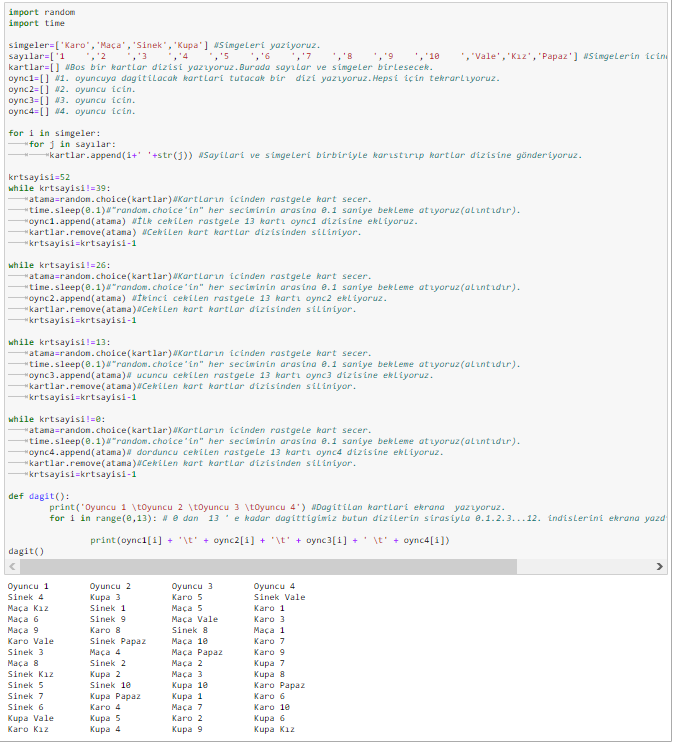 import random
import time
simgeler=['Karo','Maça','Sinek','Kupa'] #Simgeleri yaziyoruz.
sayılar=['1    ','2    ','3    ','4    ','5    ','6    ','7    ','8    ','9    ','10    ','Vale','Kız','Papaz'] #Simgelerin icind
kartlar=[] #Bos bir kartlar dizisi yazıyoruz.Burada sayılar ve simgeler birlesecek.
oync1=[] #1. oyuncuya dagitilacak kartlari tutacak bir  dizi yazıyoruz.Hepsi için tekrarlıyoruz.
oync2=[] #2. oyuncu icin.
oync3=[] #3. oyuncu icin.
oync4=[] #4. oyuncu icin.
for i in simgeler:
for j in sayılar:
kartlar.append(i+' '+str(j)) #Sayilari ve simgeleri birbiriyle karıstırıp kartlar dizisine gönderiyoruz.
krtsayisi=52
while krtsayisi!=39:
atama=random.choice(kartlar)#Kartların icinden rastgele kart secer.
time.sleep(0.1)#"random.choice'in" her seciminin arasina 0.1 saniye bekleme atıyoruz(alıntıdır).
oync1.append(atama) #İlk cekilen rastgele 13 kartı oync1 dizisine ekliyoruz.
kartlar.remove(atama) #Cekilen kart kartlar dizisinden siliniyor.
krtsayisi=krtsayisi-1
while krtsayisi!=26:
atama=random.choice(kartlar)#Kartların icinden rastgele kart secer.
time.sleep(0.1)#"random.choice'in" her seciminin arasina 0.1 saniye bekleme atıyoruz(alıntıdır).
oync2.append(atama) #İkinci cekilen rastgele 13 kartı oync2 ekliyoruz.
kartlar.remove(atama)#Cekilen kart kartlar dizisinden siliniyor.
krtsayisi=krtsayisi-1
while krtsayisi!=13:
atama=random.choice(kartlar)#Kartların icinden rastgele kart secer.
time.sleep(0.1)#"random.choice'in" her seciminin arasina 0.1 saniye bekleme atıyoruz(alıntıdır).
oync3.append(atama)# ucuncu cekilen rastgele 13 kartı oync3 dizisine ekliyoruz.
kartlar.remove(atama)#Cekilen kart kartlar dizisinden siliniyor.
krtsayisi=krtsayisi-1
while krtsayisi!=0:
atama=random.choice(kartlar)#Kartların icinden rastgele kart secer.
time.sleep(0.1)#"random.choice'in" her seciminin arasina 0.1 saniye bekleme atıyoruz(alıntıdır).
oync4.append(atama)# dorduncu cekilen rastgele 13 kartı oync4 dizisine ekliyoruz.
kartlar.remove(atama)#Cekilen kart kartlar dizisinden siliniyor.
krtsayisi=krtsayisi-1
def dagit():
print('Oyuncu 1 \tOyuncu 2 \tOyuncu 3 \tOyuncu 4') #Dagitilan kartlari ekrana  yazıyoruz.
for i in range(0,13): # 0 dan  13 ' e kadar dagittigimiz butun dizilerin sirasiyla 0.1.2.3...12. indislerini ekrana yazd
print(oync1[i] + '\t' + oync2[i] + '\t' + oync3[i] + ' \t' + oync4[i])
dagit()
Oyuncu 1 Oyuncu 2 Oyuncu 3 Oyuncu 4
Sinek 4 Kupa 3 Karo 5 Sinek Vale
Maça Kız Sinek 1 Maça 5 Karo 1
Maça 6 Sinek 9 Maça Vale Karo 3
Maça 9 Karo 8 Sinek 8 Maça 1
Karo Vale Sinek Papaz Maça 10 Karo 7
Sinek 3 Maça 4 Maça Papaz Karo 9
Maça 8 Sinek 2 Maça 2 Kupa 7
Sinek Kız Kupa 2 Maça 3 Kupa 8
Sinek 5 Sinek 10 Kupa 10 Karo Papaz
Sinek 7 Kupa Papaz Kupa 1 Karo 6
Sinek 6 Karo 4 Maça 7 Karo 10
Kupa Vale Kupa 5 Karo 2 Kupa 6
Karo Kız Kupa 4 Kupa 9 Kupa Kız